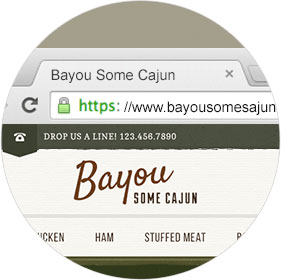 Bayou Some Cajun
https: //www.bayousomesajun
DROP US A LINE! 123.456.7890
Bayou
SOME CAJUN
HAM STUFFED MEAT